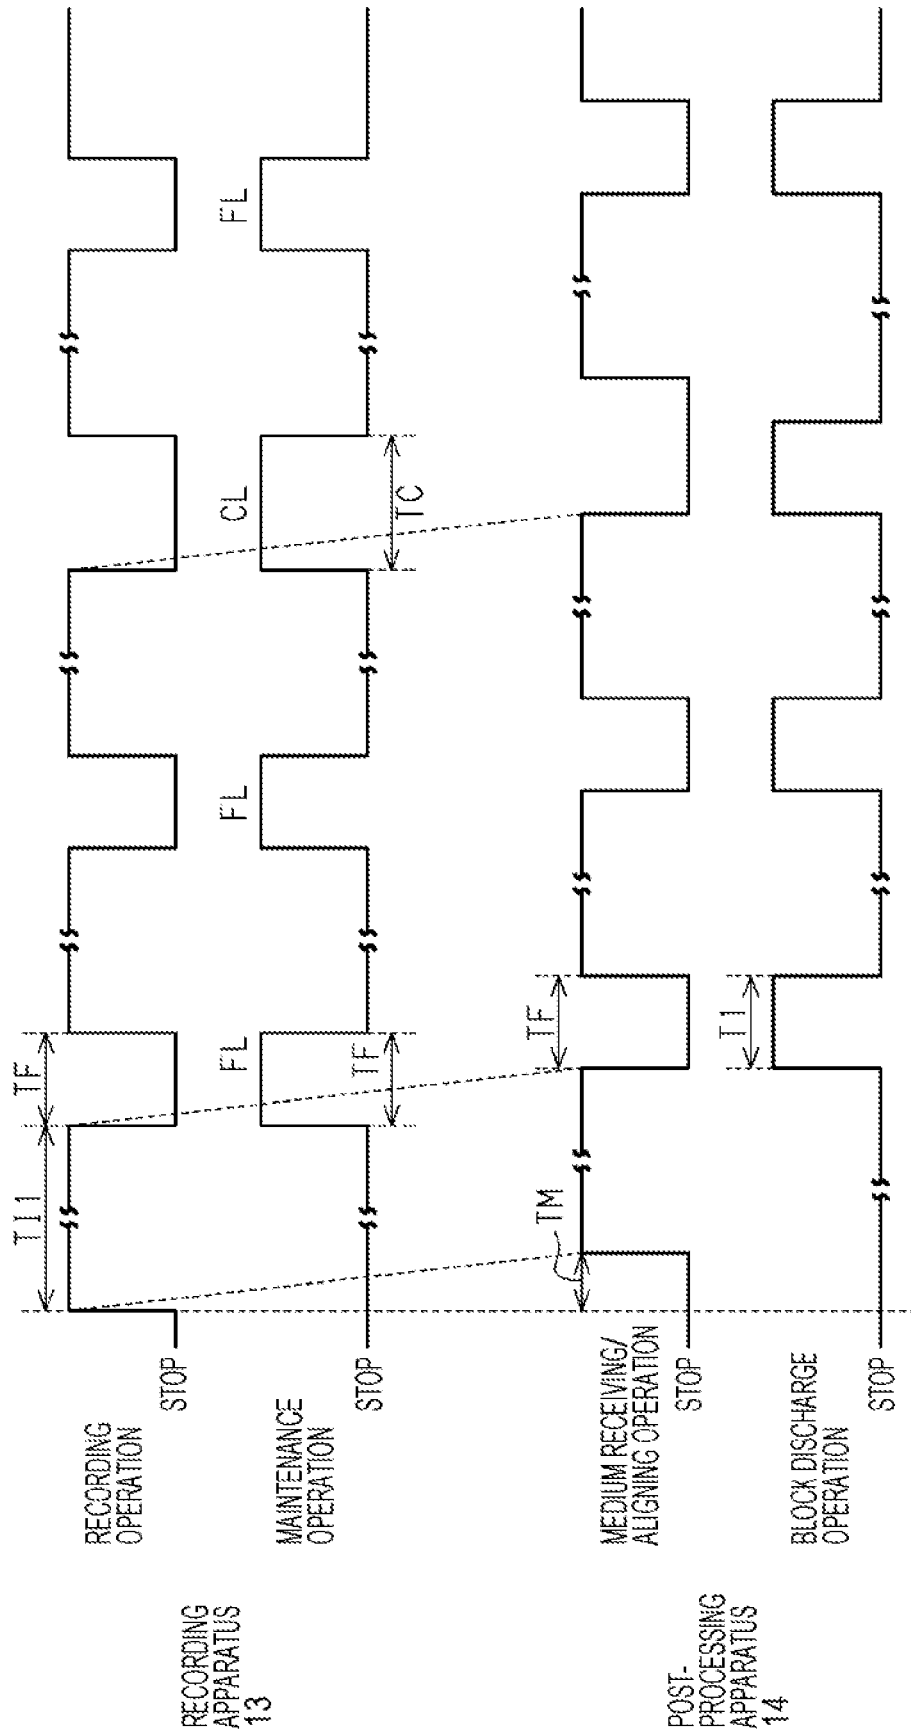 RECORDING
APPARATUS
13
RECORDING
OPERATION
STOP
TI1
TF
MAINTENANCE
OPERATION
STOP
FL
TF
FL
CL
TC
FL
POST-
PROCESSING
APPARATUS
14
MEDIUM RECEIVING/
ALIGNING OPERATION
STOP
TM
TF
BLOCK DISCHARGE
OPERATION
STOP
T1